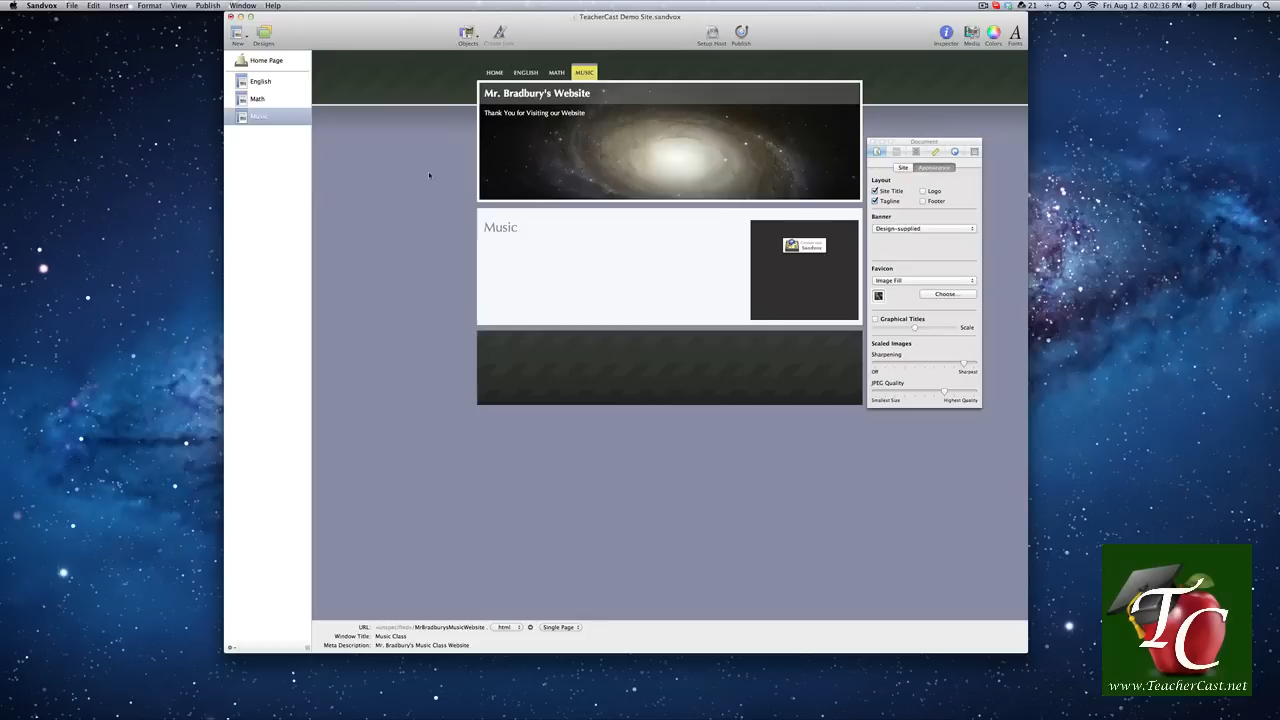 Sandvox File Edit Insert Format View Publish Window Help
21 Fri Aug 12 8:02:36 PM Jeff Bradbury
TeacherCast Demo Site.sandvox
New Designs Objects Create Link Setup Host Publish Inspector Media Colors Fonts
Home Page
English
Math
Music
HOME ENGLISH MATH MUSIC
Mr. Bradbury's Website
Thank You for Visiting our Website
Music
Sandvox
Document
Site Appearance
Layout
Site Title Logo
Tagline Footer
Banner
Design-supplied
Favicon
Image Fill
Choose...
Graphical Titles
Scale
Scaled Images
Sharpening
Off Sharpest
JPEG Quality
Smallest Size Highest Quality
URL: «unspecified»/MrBradburysMusicWebsite . html Single Page
Window Title: Music Class
Meta Description: Mr. Bradbury's Music Class Website
TC
www.TeacherCast.net